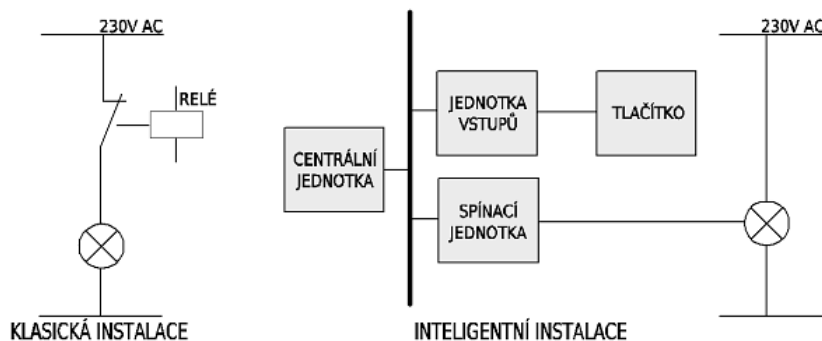 230V AC
RELÉ
KLASICKÁ INSTALACE
CENTRÁLNÍ
JEDNOTKA
JEDNOTKA
VSTUPŮ
TLAČÍTKO
SPÍNACÍ
JEDNOTKA
230V AC
INTELIGENTNÍ INSTALACE